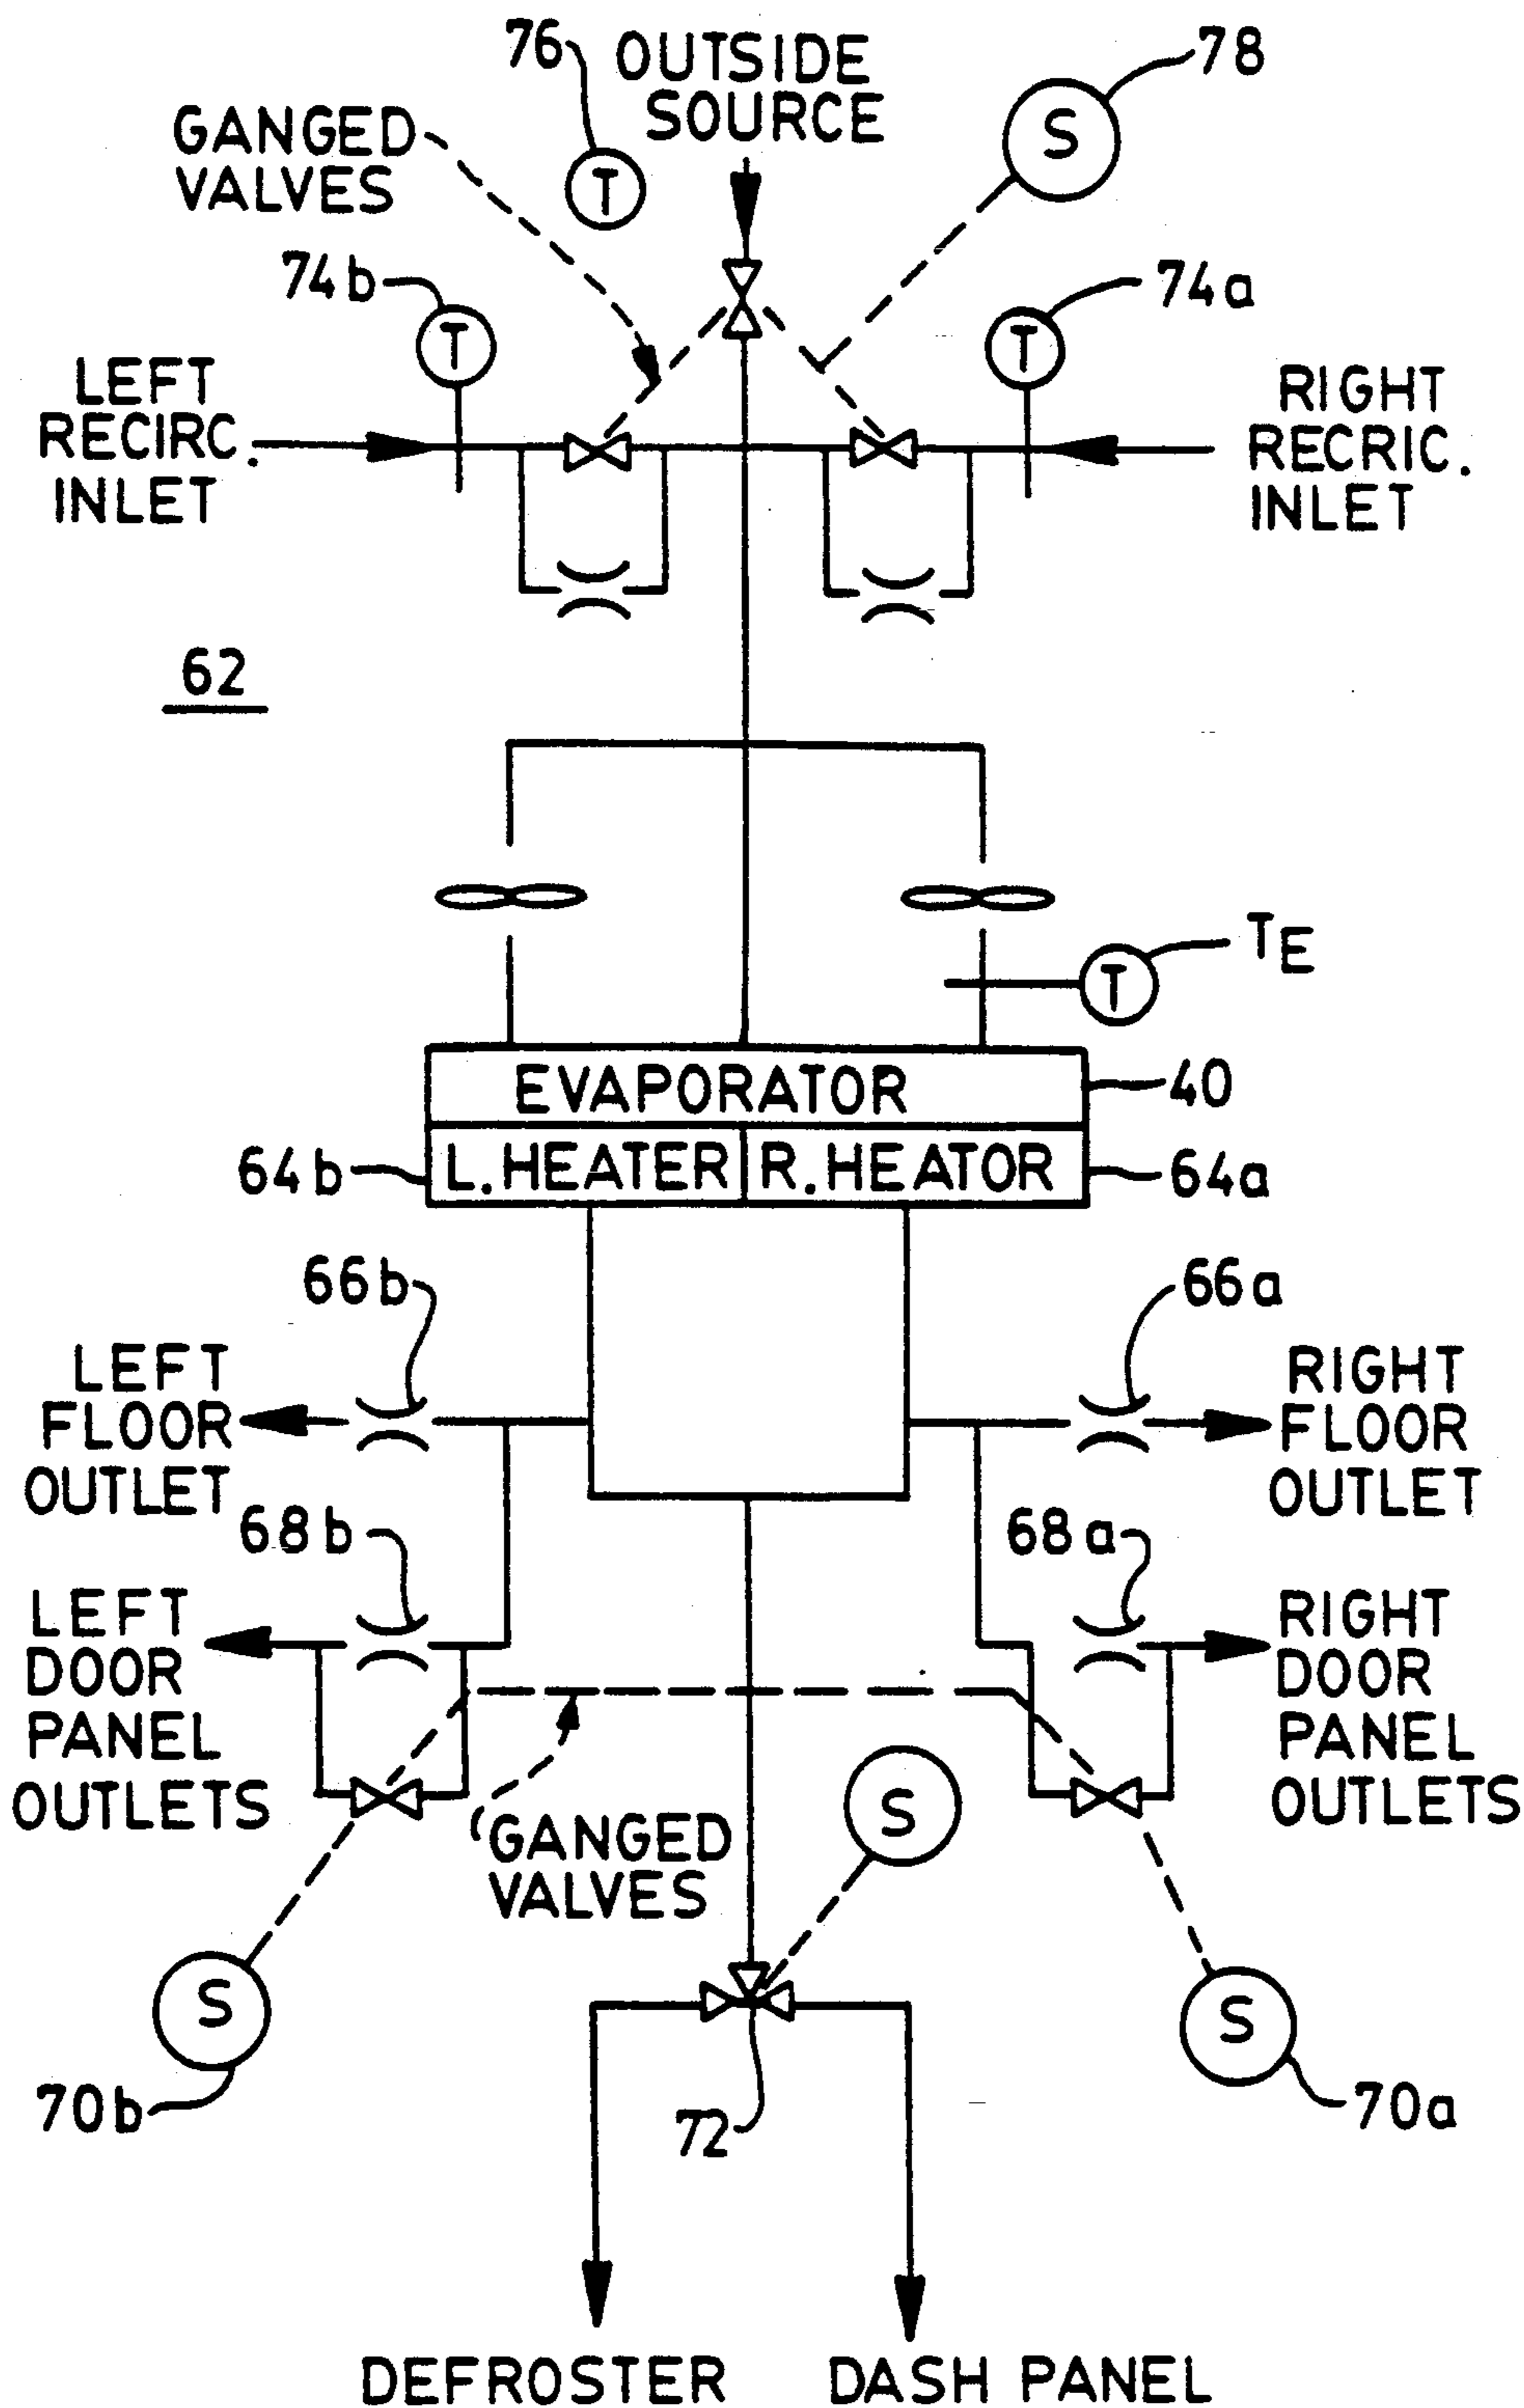 76
OUTSIDE
SOURCE
78
S
GANGED
VALVES
T
74b
74a
T
T
LEFT
RECIRC.
INLET
RIGHT
RECRIC.
INLET
62
TE
T
EVAPORATOR
40
64b
L.HEATER
R.HEATOR
64a
66b
66a
LEFT
FLOOR
OUTLET
RIGHT
FLOOR
OUTLET
68b
68a
LEFT
DOOR
PANEL
OUTLETS
RIGHT
DOOR
PANEL
OUTLETS
GANGED
VALVES
S
S
S
70b
72
70a
DEFROSTER
DASH PANEL